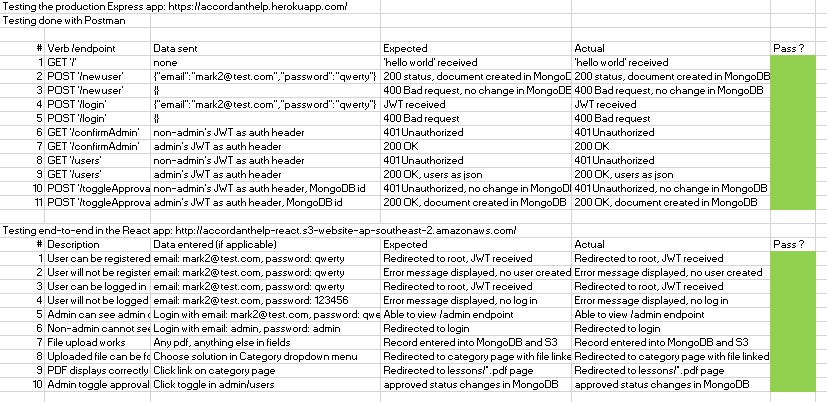 Testing the production Express app: https://accordanthelp.herokuapp.com/
Testing done with Postman
# Verb /endpoint Data sent Expected Actual Pass ?
1 GET '/' none 'hello world' received 'hello world' received
2 POST '/newuser' {"email":"mark2@test.com","password":"qwerty"} 200 status, document created in MongoD 200 status, document created in MongoDB
3 POST '/newuser' {} 400 Bad request, no change in MongoDB 400 Bad request, no change in MongoDB
4 POST '/login' {"email":"mark2@test.com","password":"qwerty"} JWT received JWT received
5 POST '/login' {} 400 Bad request 400 Bad request
6 GET '/confirmAdmin' non-admin's JWT as auth header 401 Unauthorized 401 Unauthorized
7 GET '/confirmAdmin' admin's JWT as auth header 200 OK 200 OK
8 GET '/users' non-admin's JWT as auth header 401 Unauthorized 401 Unauthorized
9 GET '/users' admin's JWT as auth header 200 OK, users as json 200 OK, users as json
10 POST '/toggleApprova non-admin's JWT as auth header, MongoDB id 401 Unauthorized, no change in MongoD 401 Unauthorized, no change in MongoDB
11 POST '/toggleApprova admin's JWT as auth header, MongoDB id 200 OK, document changed in MongoDB 200 OK, document changed in MongoDB
Testing end-to-end in the React app: http://accordanthelp-react.s3-website-ap-southeast-2.amazonaws.com/
# Description Data entered (if applicable) Expected Actual Pass ?
1 User can be registered email: mark2@test.com, password: qwerty Redirected to root, JWT received Redirected to root, JWT received
2 User will not be register email: mark2@test.com, password: qwerty Error message displayed, no user created Error message displayed, no user created
3 User can be logged in email: mark2@test.com, password: qwerty Redirected to root, JWT received Redirected to root, JWT received
4 User will not be logged email: mark2@test.com, password: 123456 Error message displayed, no log in Error message displayed, no log in
5 Admin can see admin c Login with email: mark2@test.com, password: qwe Able to view /admin endpoint Able to view /admin endpoint
6 Non-admin cannot see Login with email: admin, password: admin Redirected to login Redirected to login
7 File upload works Any pdf, anything else in fields Record entered into MongoDB and S3 Record entered into MongoDB and S3
8 Uploaded file can be fo Choose solution in Category dropdown menu Redirected to category page with file linke Redirected to category page with file linked
9 PDF displays correctly Click link on category page Redirected to lessons/*.pdf page Redirected to lessons/*.pdf page
10 Admin toggle approval Click toggle in admin/users approved status changes in MongoDB approved status changes in MongoDB